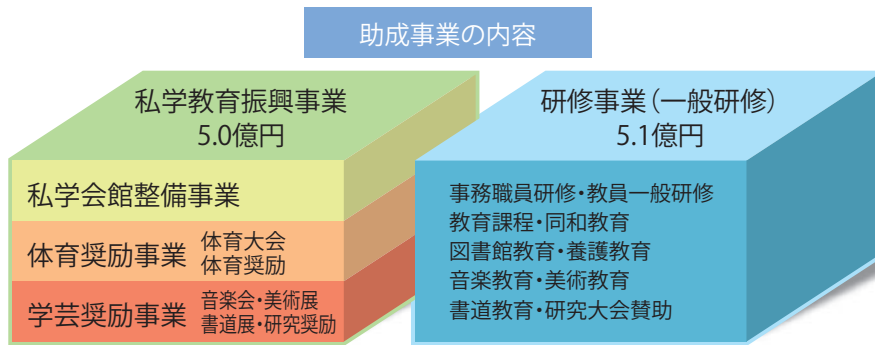 助成事業の内容
私学教育振興事業
5.0億円
私学会館整備事業
体育奨励事業
体育大会
体育奨励
学芸奨励事業
音楽会・美術展
書道展・研究奨励
研修事業(一般研修)
5.1億円
事務職員研修・教員一般研修
教育課程・同和教育
図書館教育・養護教育
音楽教育・美術教育
書道教育・研究大会賛助